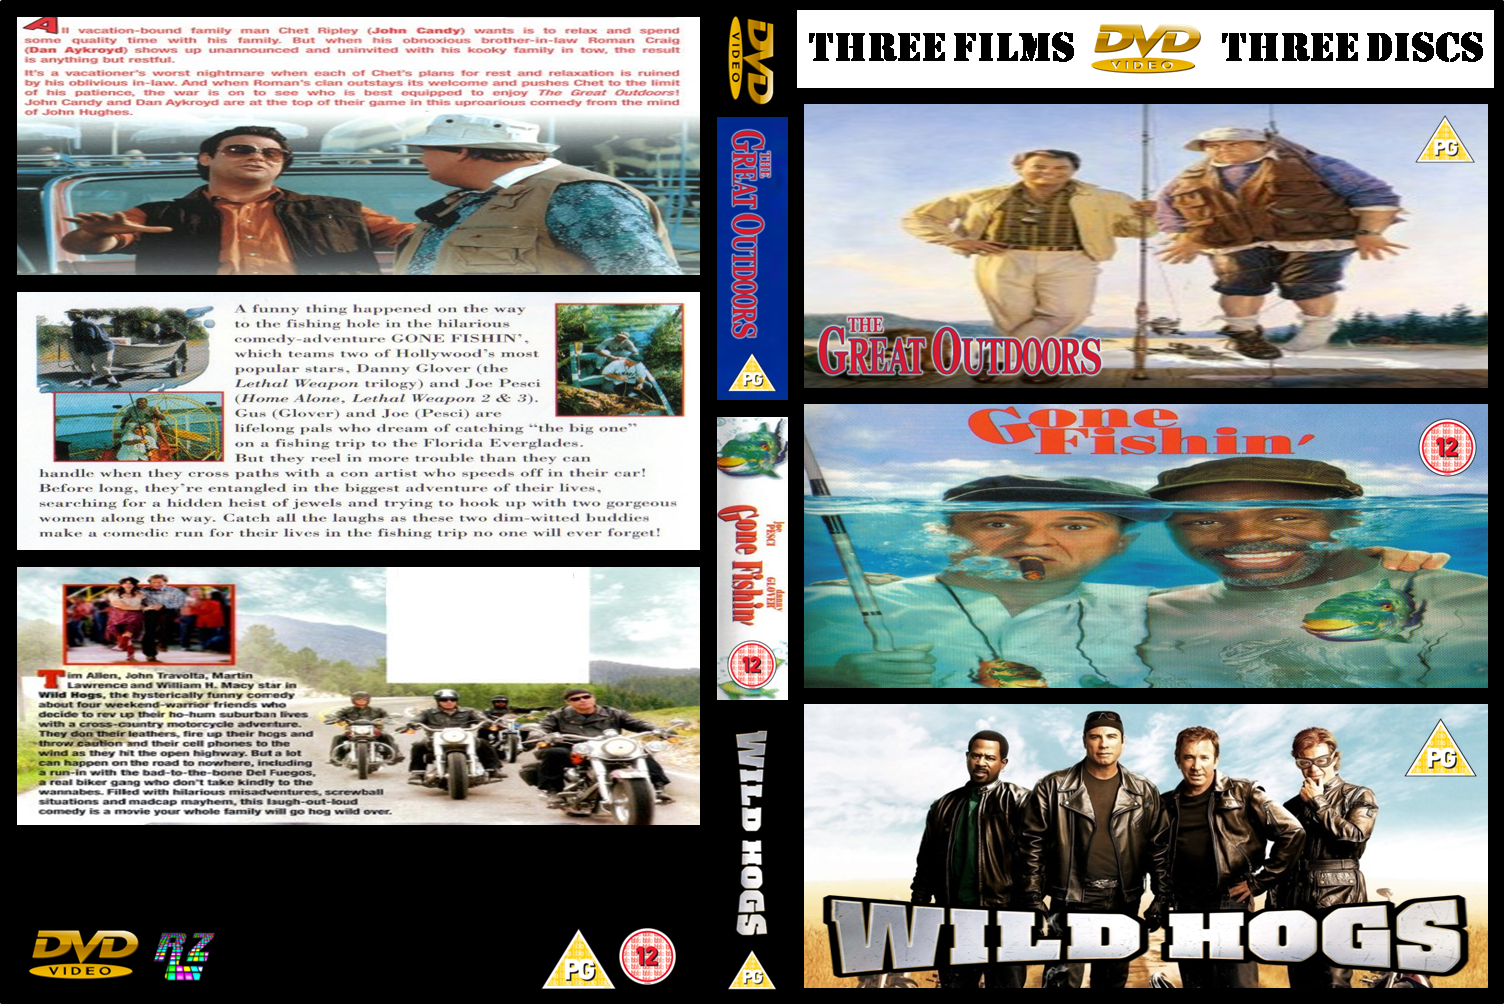 All vacation-bound family man Chet Ripley (John Candy) wants is to relax and spend
some quality time with his family. But when his obnoxious brother-in-law Roman Craig
(Dan Aykroyd) shows up unannounced and uninvited with his kooky family in tow, the result
is anything but restful.
It's a vacationer's worst nightmare when each of Chet's plans for rest and relaxation is ruined
by his oblivious in-law. And when Roman's clan outstays its welcome and pushes Chet to the limit
of his patience, the war is on to see who is best equipped to enjoy The Great Outdoors!
John Candy and Dan Aykroyd are at the top of their game in this uproarious comedy from the mind
of John Hughes.
A funny thing happened on the way
to the fishing hole in the hilarious
comedy-adventure GONE FISHIN',
which teams two of Hollywood's most
popular stars, Danny Glover (the
Lethal Weapon trilogy) and Joe Pesci
(Home Alone, Lethal Weapon 2 & 3).
Gus (Glover) and Joe (Pesci) are
lifelong pals who dream of catching "the big one"
on a fishing trip to the Florida Everglades.
But they reel in more trouble than they can
handle when they cross paths with a con artist who speeds off in their car!
Before long, they're entangled in the biggest adventure of their lives,
searching for a hidden heist of jewels and trying to hook up with two gorgeous
women along the way. Catch all the laughs as these two dim-witted buddies
make a comedic run for their lives in the fishing trip no one will ever forget!
Tim Allen, John Travolta, Martin
Lawrence and William H. Macy star in
Wild Hogs, the hysterically funny comedy
about four weekend-warrior friends who
decide to rev up their ho-hum suburban lives
with a cross-country motorcycle adventure.
They don their leathers, fire up their hogs and
throw caution and their cell phones to the
wind as they hit the open highway. But a lot
can happen on the road to nowhere, including
a run-in with the bad-to-the-bone Del Fuegos,
a real biker gang who don't take kindly to the
wannabes. Filled with hilarious misadventures, screwball
situations and madcap mayhem, this laugh-out-loud
comedy is a movie your whole family will go hog wild over.
DVD
VIDEO
PG
12
DVD
VIDEO
THE
GREAT OUTDOORS
PG
joe
PESCI
danny
GLOVER
Gone Fishin'
12
WILD HOGS
PG
THREE FILMS
DVD
VIDEO
THREE DISCS
PG
THE
GREAT OUTDOORS
Gone
Fishin'
12
PG
WILD HOGS